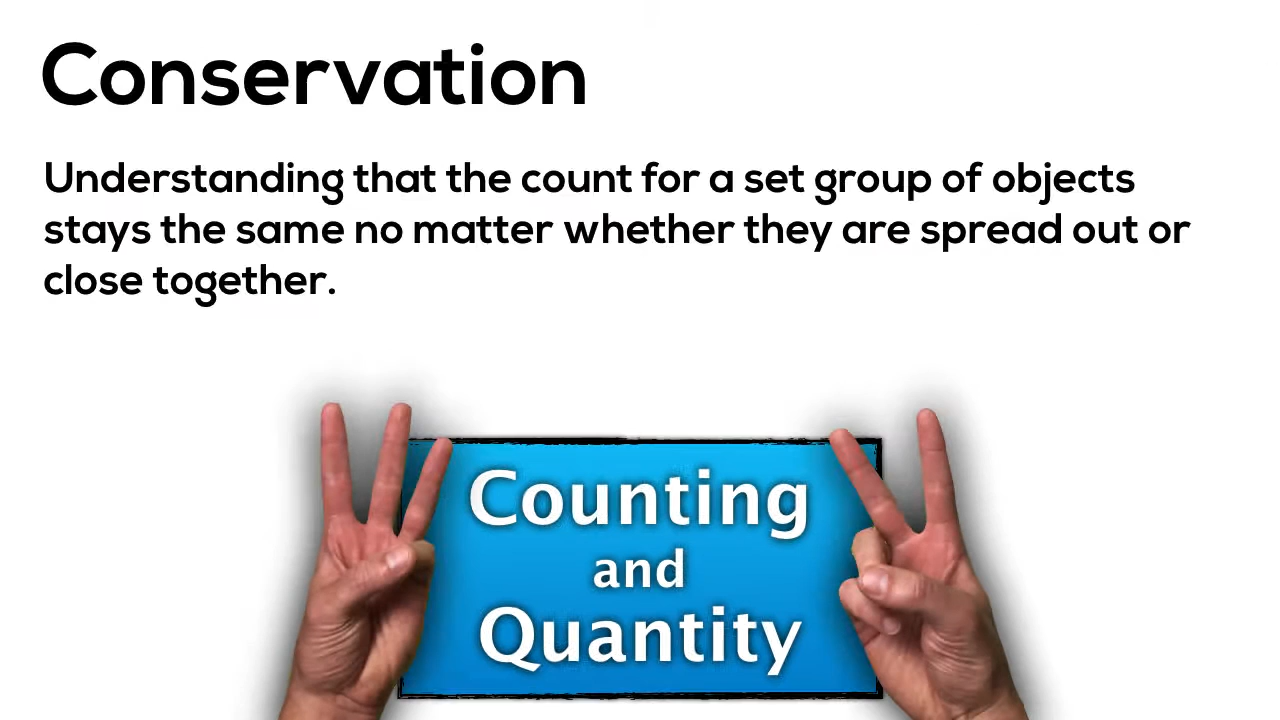 Conservation
Understanding that the count for a set group of objects
stays the same no matter whether they are spread out or
close together.
Counting
and
Quantity